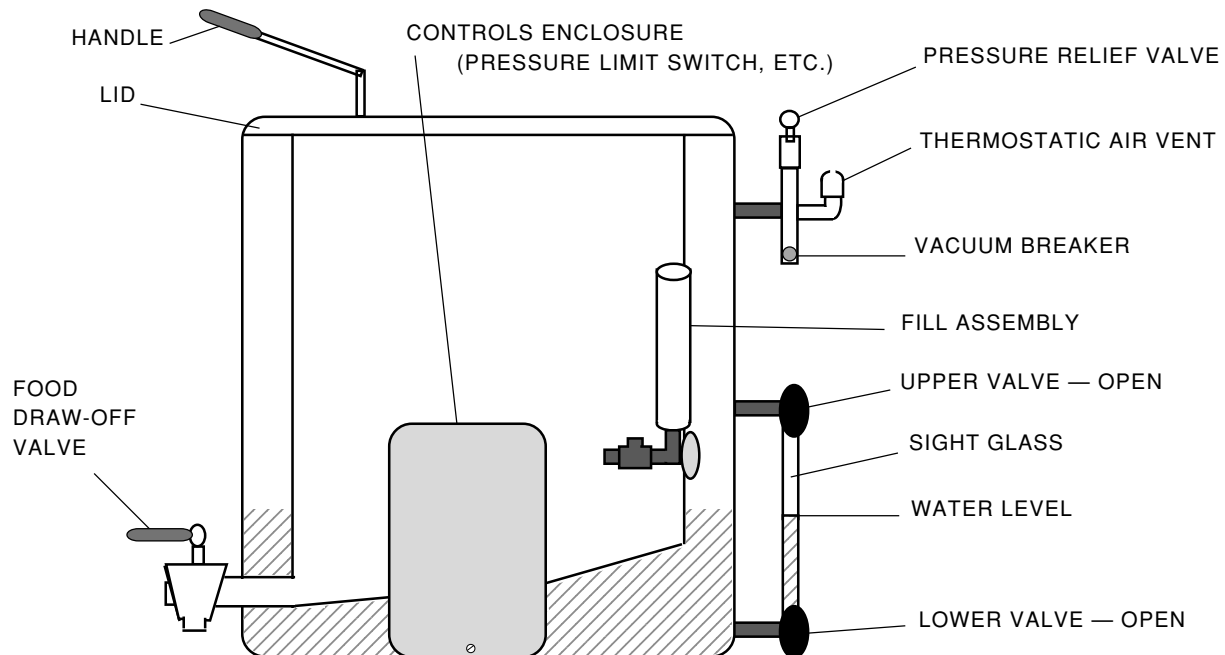 HANDLE
LID
CONTROLS ENCLOSURE
(PRESSURE LIMIT SWITCH, ETC.)
PRESSURE RELIEF VALVE
THERMOSTATIC AIR VENT
VACUUM BREAKER
FILL ASSEMBLY
UPPER VALVE — OPEN
SIGHT GLASS
WATER LEVEL
LOWER VALVE — OPEN
FOOD
DRAW-OFF
VALVE